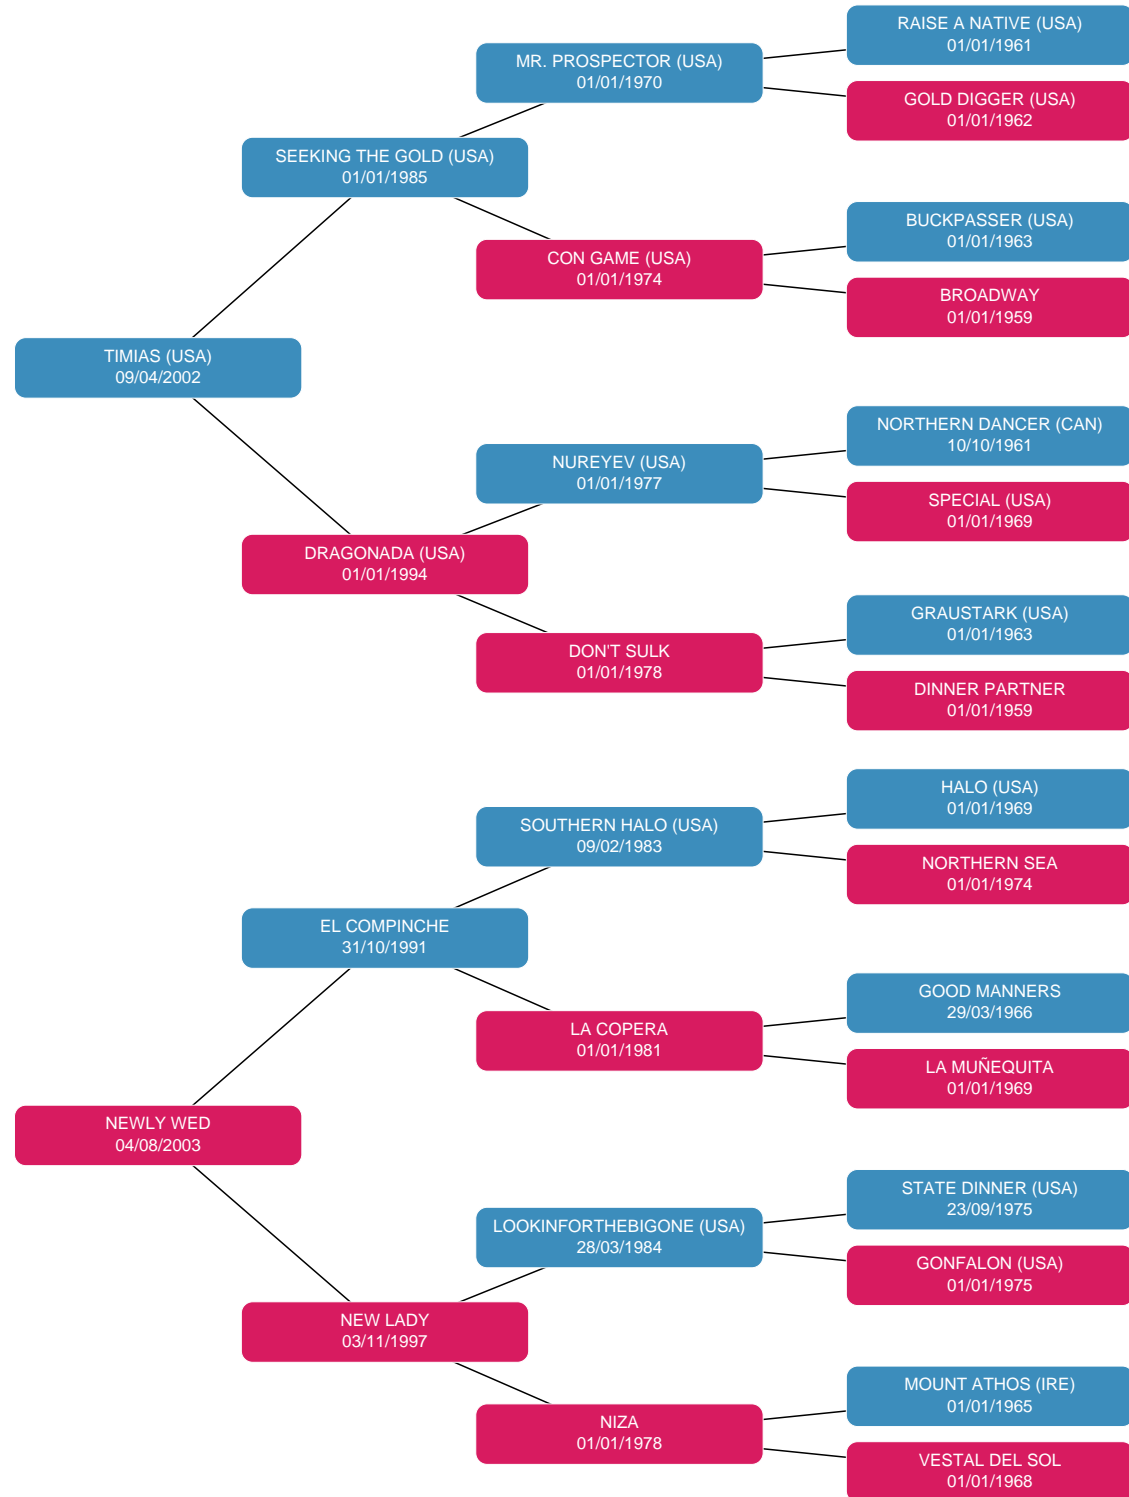 RAISE A NATIVE (USA)
01/01/1961
MR. PROSPECTOR (USA)
01/01/1970
GOLD DIGGER (USA)
01/01/1962
SEEKING THE GOLD (USA)
01/01/1985
BUCKPASSER (USA)
01/01/1963
CON GAME (USA)
01/01/1974
BROADWAY
01/01/1959
TIMIAS (USA)
09/04/2002
NORTHERN DANCER (CAN)
10/10/1961
NUREYEV (USA)
01/01/1977
SPECIAL (USA)
01/01/1969
DRAGONADA (USA)
01/01/1994
GRAUSTARK (USA)
01/01/1963
DON'T SULK
01/01/1978
DINNER PARTNER
01/01/1959
HALO (USA)
01/01/1969
SOUTHERN HALO (USA)
09/02/1983
NORTHERN SEA
01/01/1974
EL COMPINCHE
31/10/1991
GOOD MANNERS
29/03/1966
LA COPERA
01/01/1981
LA MUÑEQUITA
01/01/1969
NEWLY WED
04/08/2003
STATE DINNER (USA)
23/09/1975
LOOKINFORTHEBIGONE (USA)
28/03/1984
GONFALON (USA)
01/01/1975
NEW LADY
03/11/1997
MOUNT ATHOS (IRE)
01/01/1965
NIZA
01/01/1978
VESTAL DEL SOL
01/01/1968